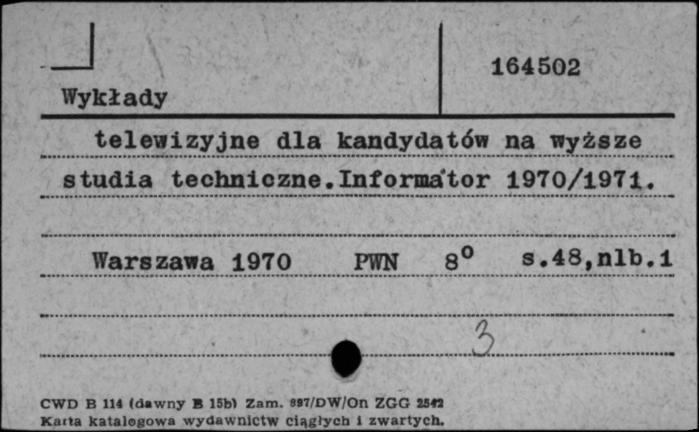 164502
Wykłady
telewizyjne dla kandydatów na wyższe
studia techniczne.Informator 1970/1971.
Warszawa 1970 PWN 8° s.48,nlb.1
3
CWD B 114 (dawny B 15b) Zam. 897/DW/On ZGG 2542
Karta katalogowa wydawnictw ciągłych i zwartych.